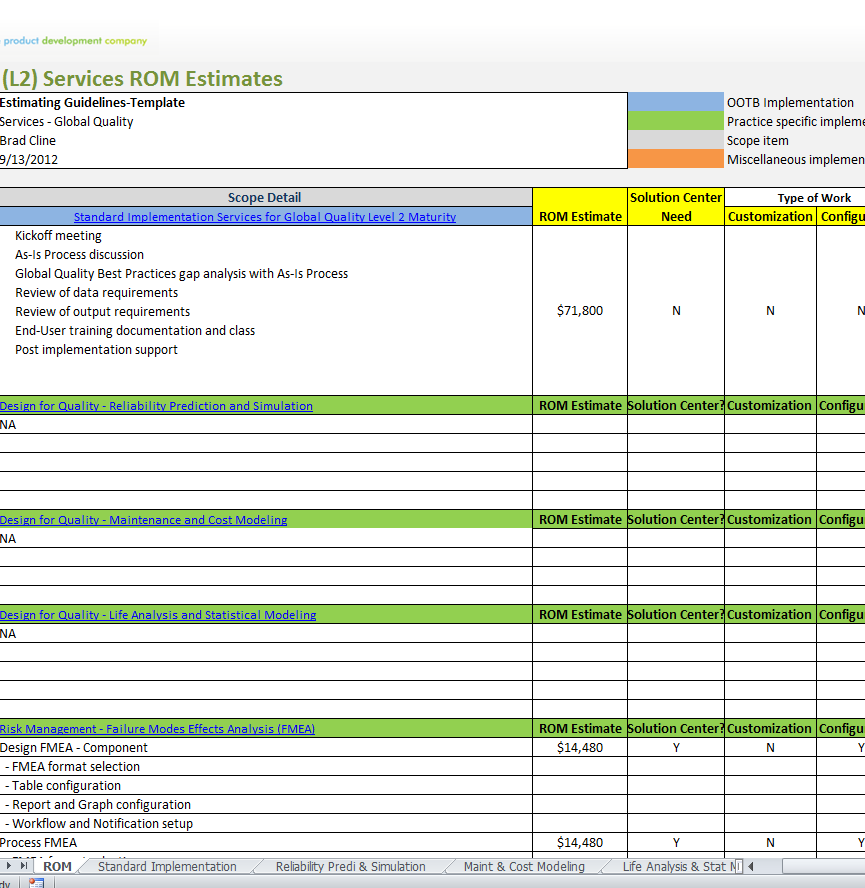 product development company
(L2) Services ROM Estimates
Estimating Guidelines-Template
Services - Global Quality
Brad Cline
9/13/2012
OOTB Implementation
Practice specific impleme
Scope item
Miscellaneous implemen
Scope Detail
Solution Center
Type of Work
Standard Implementation Services for Global Quality Level 2 Maturity
ROM Estimate
Need
Customization
Configu
Kickoff meeting
As-Is Process discussion
Global Quality Best Practices gap analysis with As-Is Process
Review of data requirements
Review of output requirements
$71,800 N N N
End-User training documentation and class
Post implementation support
Design for Quality - Reliability Prediction and Simulation ROM Estimate Solution Center? Customization Configu
NA
Design for Quality - Maintenance and Cost Modeling ROM Estimate Solution Center? Customization Configu
NA
Design for Quality - Life Analysis and Statistical Modeling ROM Estimate Solution Center? Customization Configu
NA
Risk Management - Failure Modes Effects Analysis (FMEA) ROM Estimate Solution Center? Customization Configu
Design FMEA - Component $14,480 Y N Y
- FMEA format selection
- Table configuration
- Report and Graph configuration
- Workflow and Notification setup
Process FMEA $14,480 Y N Y
ROM Standard Implementation Reliability Predi & Simulation Maint & Cost Modeling Life Analysis & Stat M